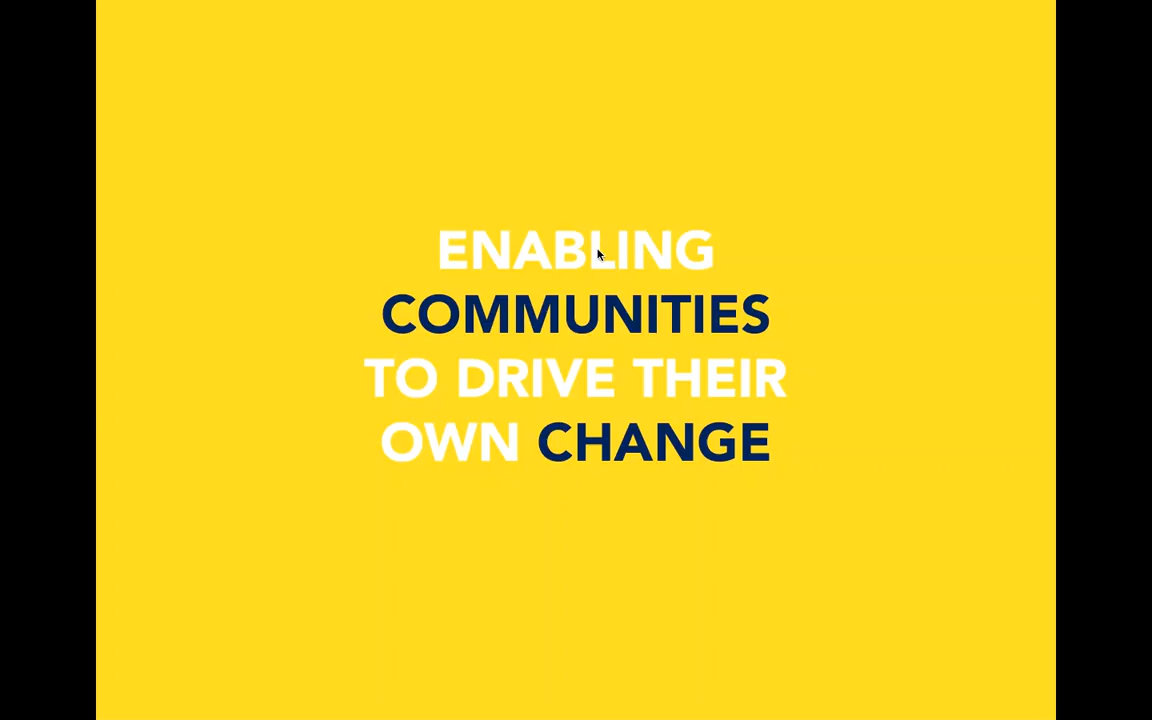 ENABLING
COMMUNITIES
TO DRIVE THEIR
OWN CHANGE